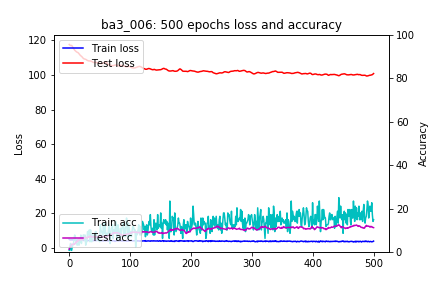 ba3_006: 500 epochs loss and accuracy
120
100
80
60
40
20
0
Loss
Train loss
Test loss
Train acc
Test acc
100
80
60
40
20
0
Accuracy
0
100
200
300
400
500